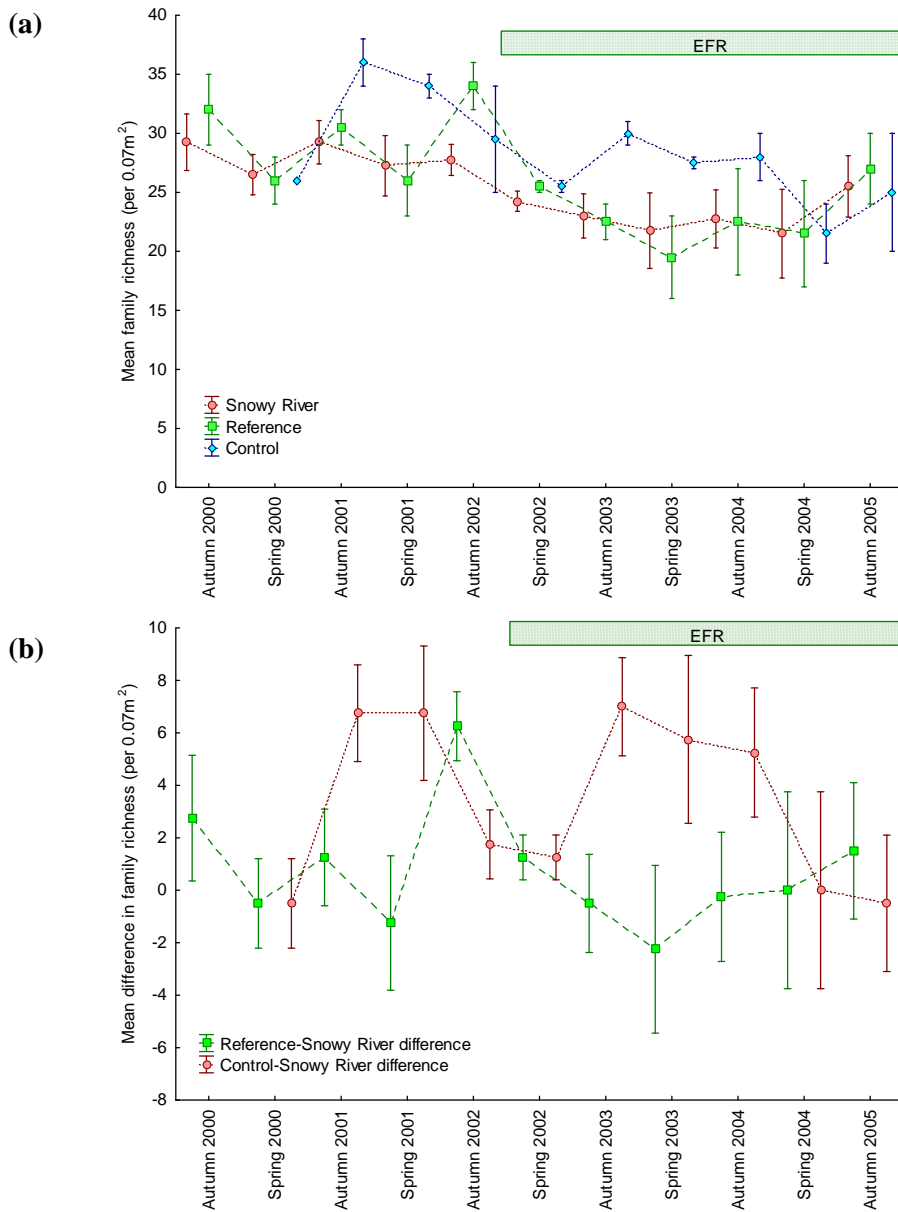 (a)
40
35
30
25
20
15
10
5
0
Mean family richness (per 0.07m²)
EFR
Snowy River
Reference
Control
Autumn 2000
Spring 2000
Autumn 2001
Spring 2001
Autumn 2002
Spring 2002
Autumn 2003
Spring 2003
Autumn 2004
Spring 2004
Autumn 2005
(b)
10
8
6
4
2
0
-2
-4
-6
-8
Mean difference in family richness (per 0.07m²)
EFR
Reference-Snowy River difference
Control-Snowy River difference
Autumn 2000
Spring 2000
Autumn 2001
Spring 2001
Autumn 2002
Spring 2002
Autumn 2003
Spring 2003
Autumn 2004
Spring 2004
Autumn 2005